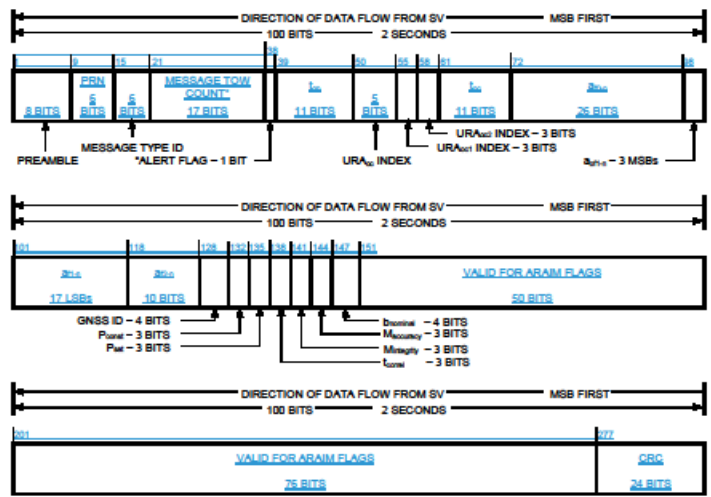 DIRECTION OF DATA FLOW FROM SV MSB FIRST
100 BITS 2 SECONDS
9 15 21 38 39 50 55 58 61 72 98
8 BITS
PRN
6
BITS
6
BITS
MESSAGE TOW
COUNT*
17 BITS
11 BITS
5
BITS
11 BITS
26 BITS
PREAMBLE
MESSAGE TYPE ID
*ALERT FLAG – 1 BIT
URAoc INDEX
URAoc2 INDEX – 3 BITS
URAoc1 INDEX – 3 BITS
– 3 MSBs
DIRECTION OF DATA FLOW FROM SV MSB FIRST
100 BITS 2 SECONDS
101 118 128 132 135 138 141 144 147 151
17 LSBs
10 BITS
VALID FOR ARAIM FLAGS
50 BITS
GNSS ID – 4 BITS
Pconst – 3 BITS
Psat – 3 BITS
bnominal – 4 BITS
Maccuracy – 3 BITS
Mintegrity – 3 BITS
– 3 BITS
DIRECTION OF DATA FLOW FROM SV MSB FIRST
100 BITS 2 SECONDS
201 277
VALID FOR ARAIM FLAGS
76 BITS
CRC
24 BITS